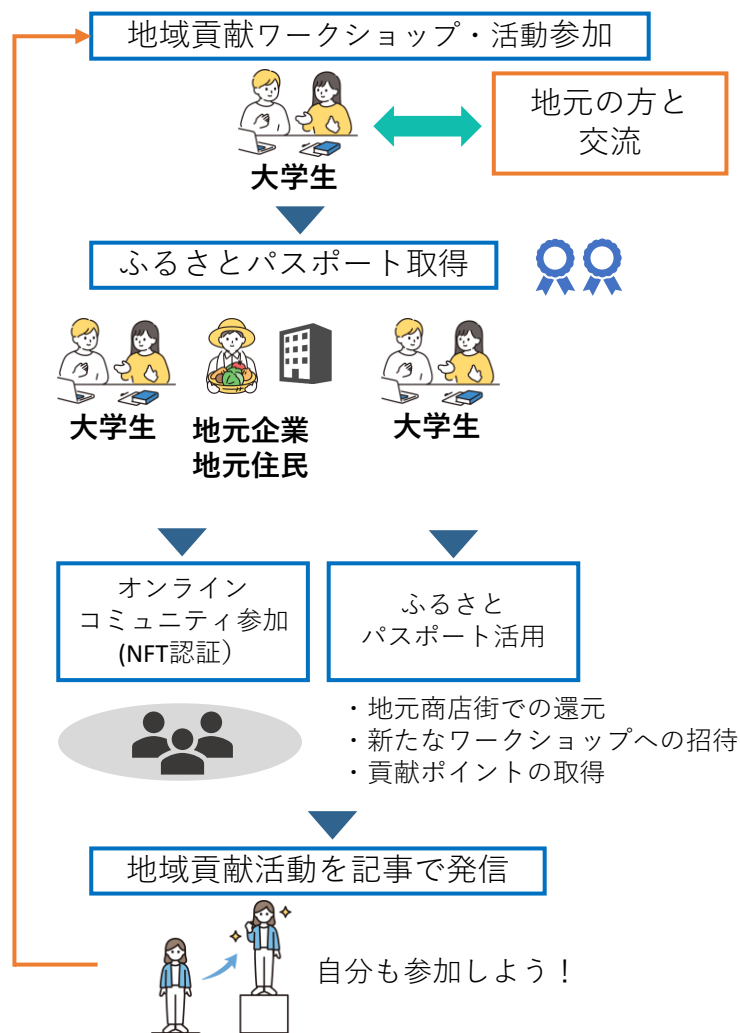 地域貢献ワークショップ・活動参加
地元の方と
交流
大学生
ふるさとパスポート取得
大学生
地元企業
地元住民
大学生
オンライン
コミュニティ参加
(NFT認証）
ふるさと
パスポート活用
・地元商店街での還元
・新たなワークショップへの招待
・貢献ポイントの取得
地域貢献活動を記事で発信
自分も参加しよう！